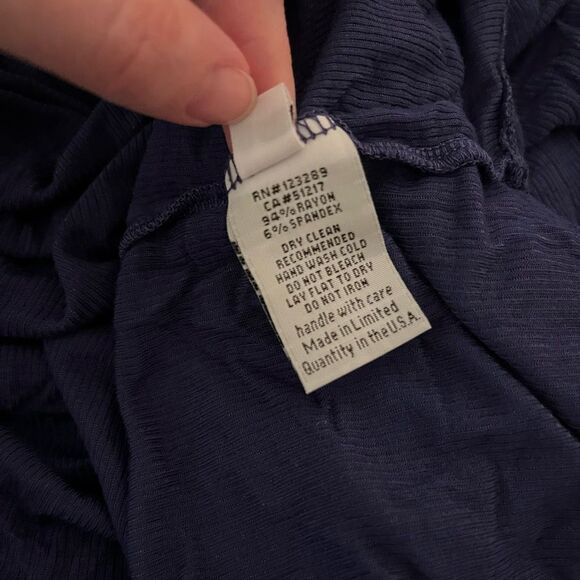 RN#123289
CA#51217
94%RAYON
6%SPANDEX
DRY CLEAN
RECOMMENDED
HAND WASH COLD
DO NOT BLEACH
LAY FLAT TO DRY
DO NOT IRON
handle with care
Made in Limited
Quantity in the U.S.A.